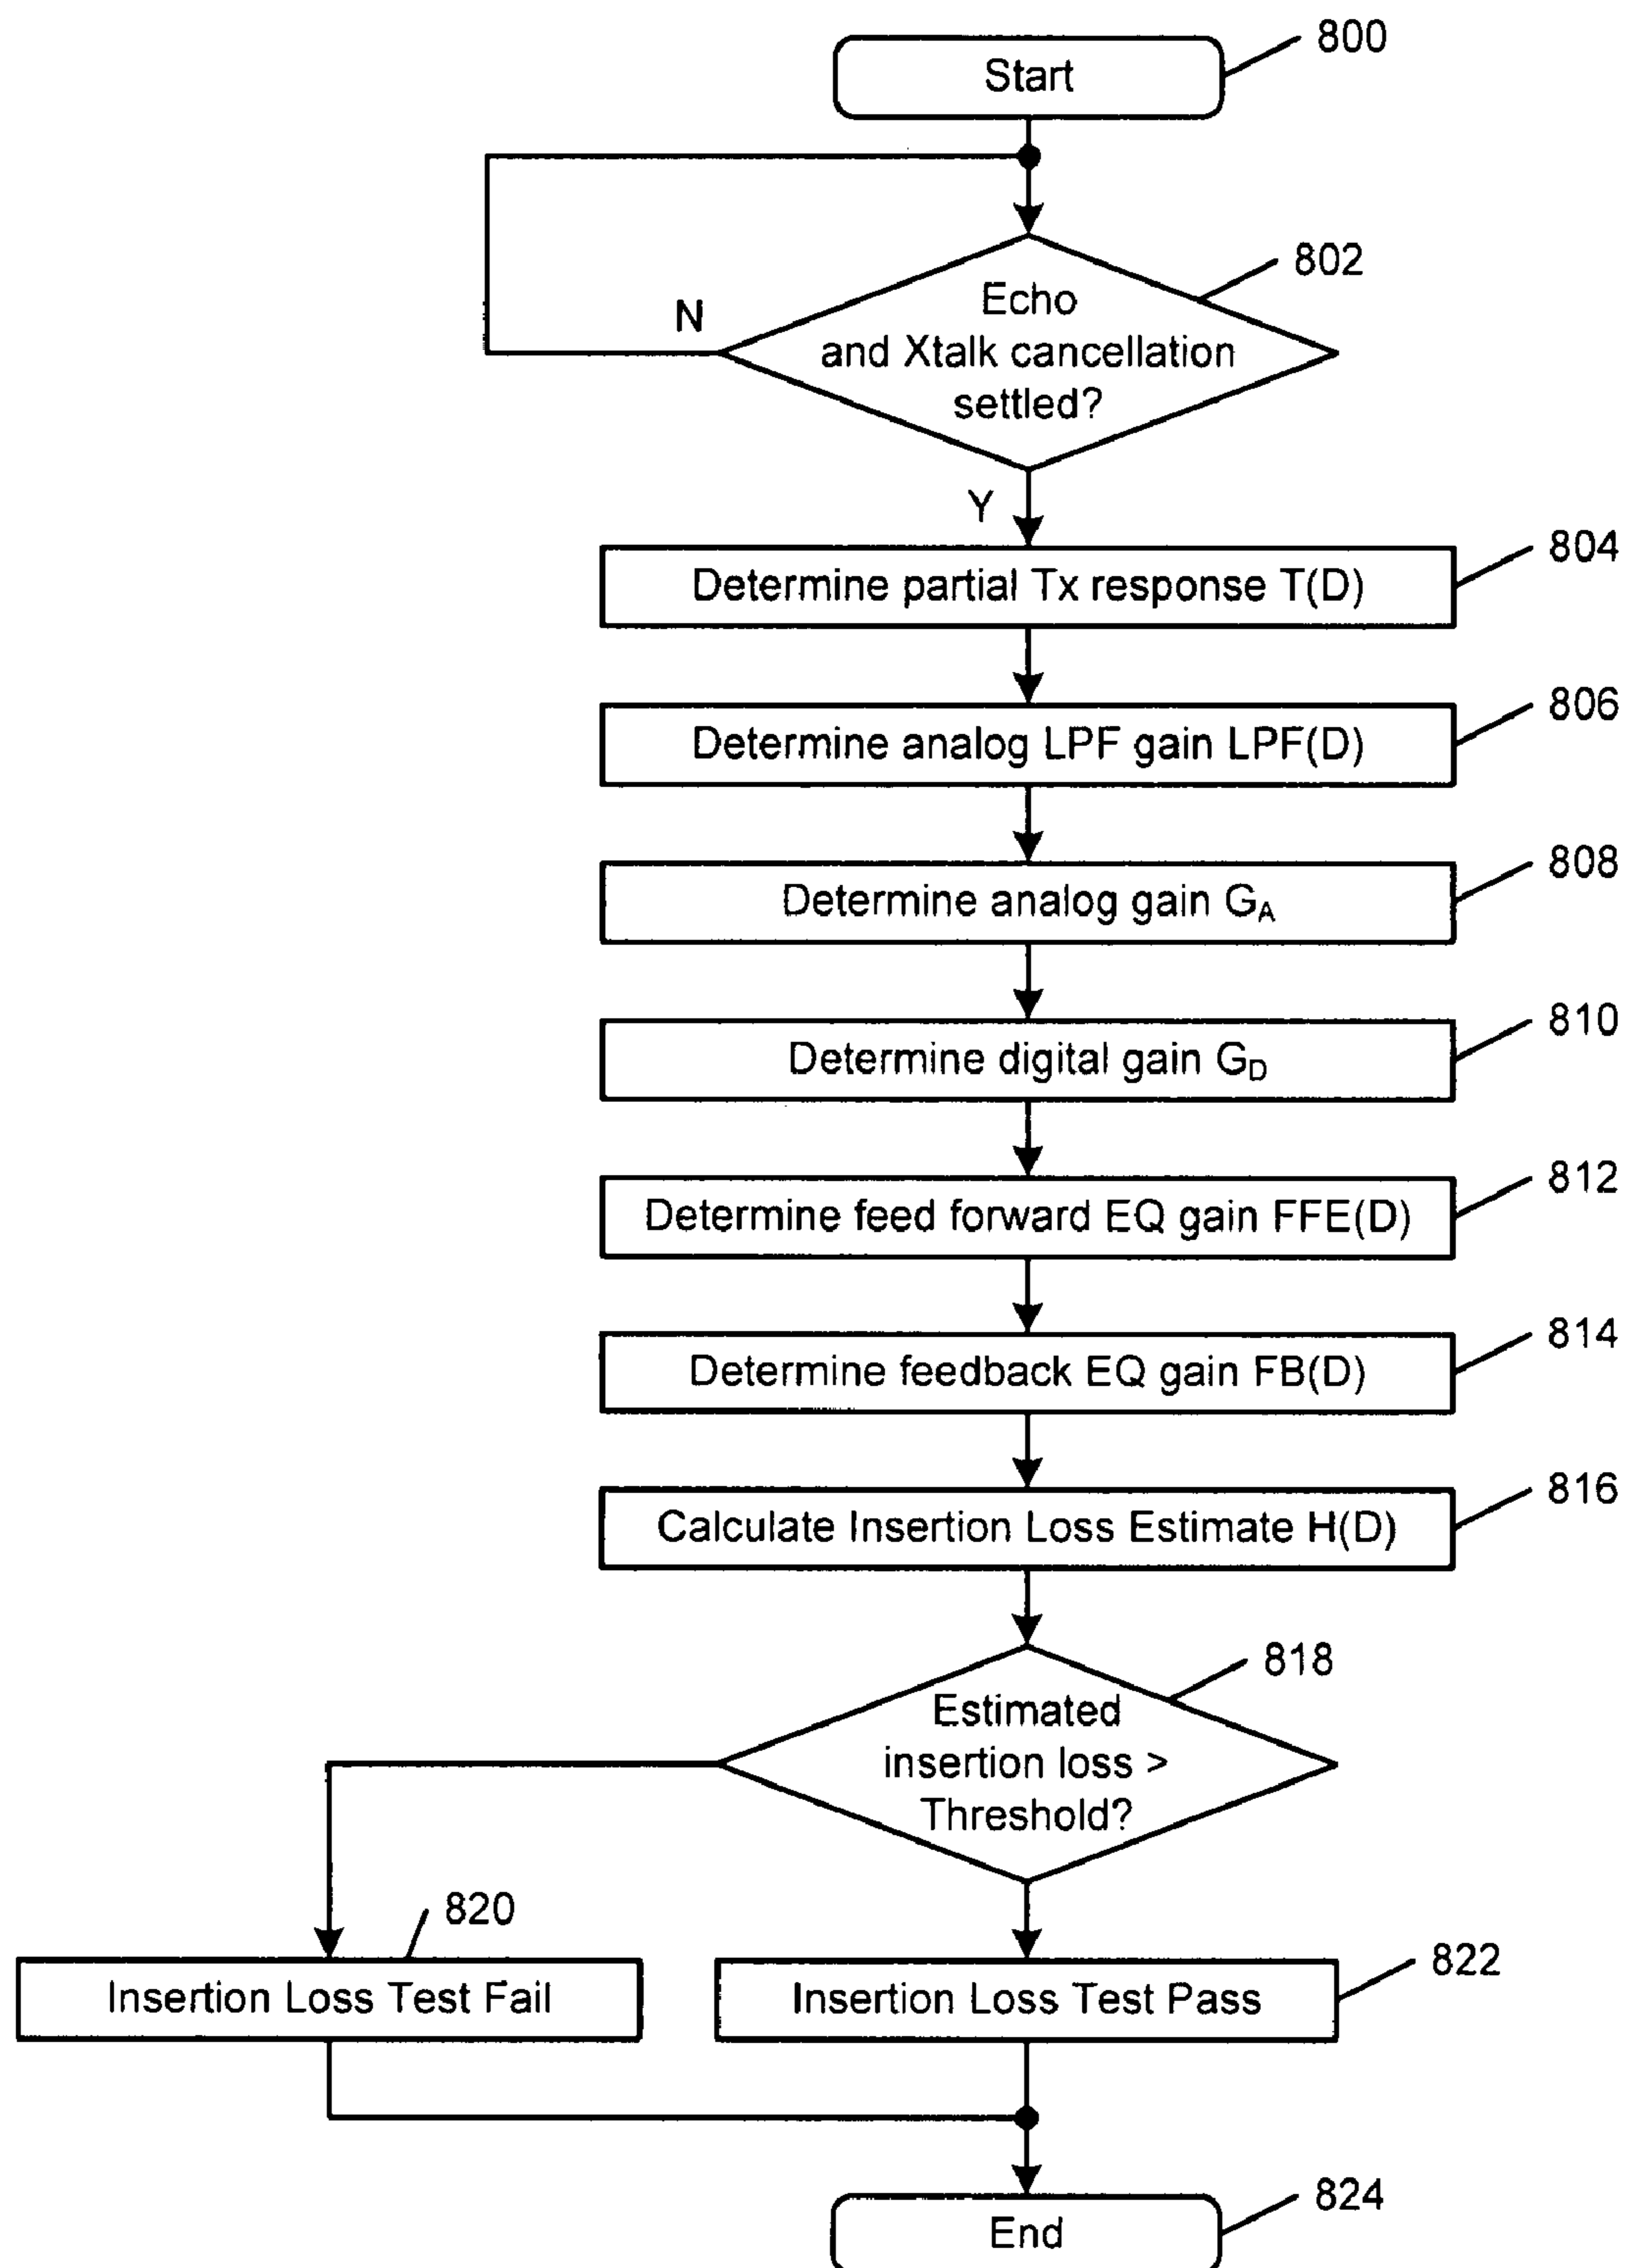 800
Start
802
Echo
and Xtalk cancellation
settled?
N
Y
804
Determine partial Tx response T(D)
806
Determine analog LPF gain LPF(D)
808
Determine analog gain GA
810
Determine digital gain GD
812
Determine feed forward EQ gain FFE(D)
814
Determine feedback EQ gain FB(D)
816
Calculate Insertion Loss Estimate H(D)
818
Estimated
insertion loss >
Threshold?
820
Insertion Loss Test Fail
822
Insertion Loss Test Pass
824
End